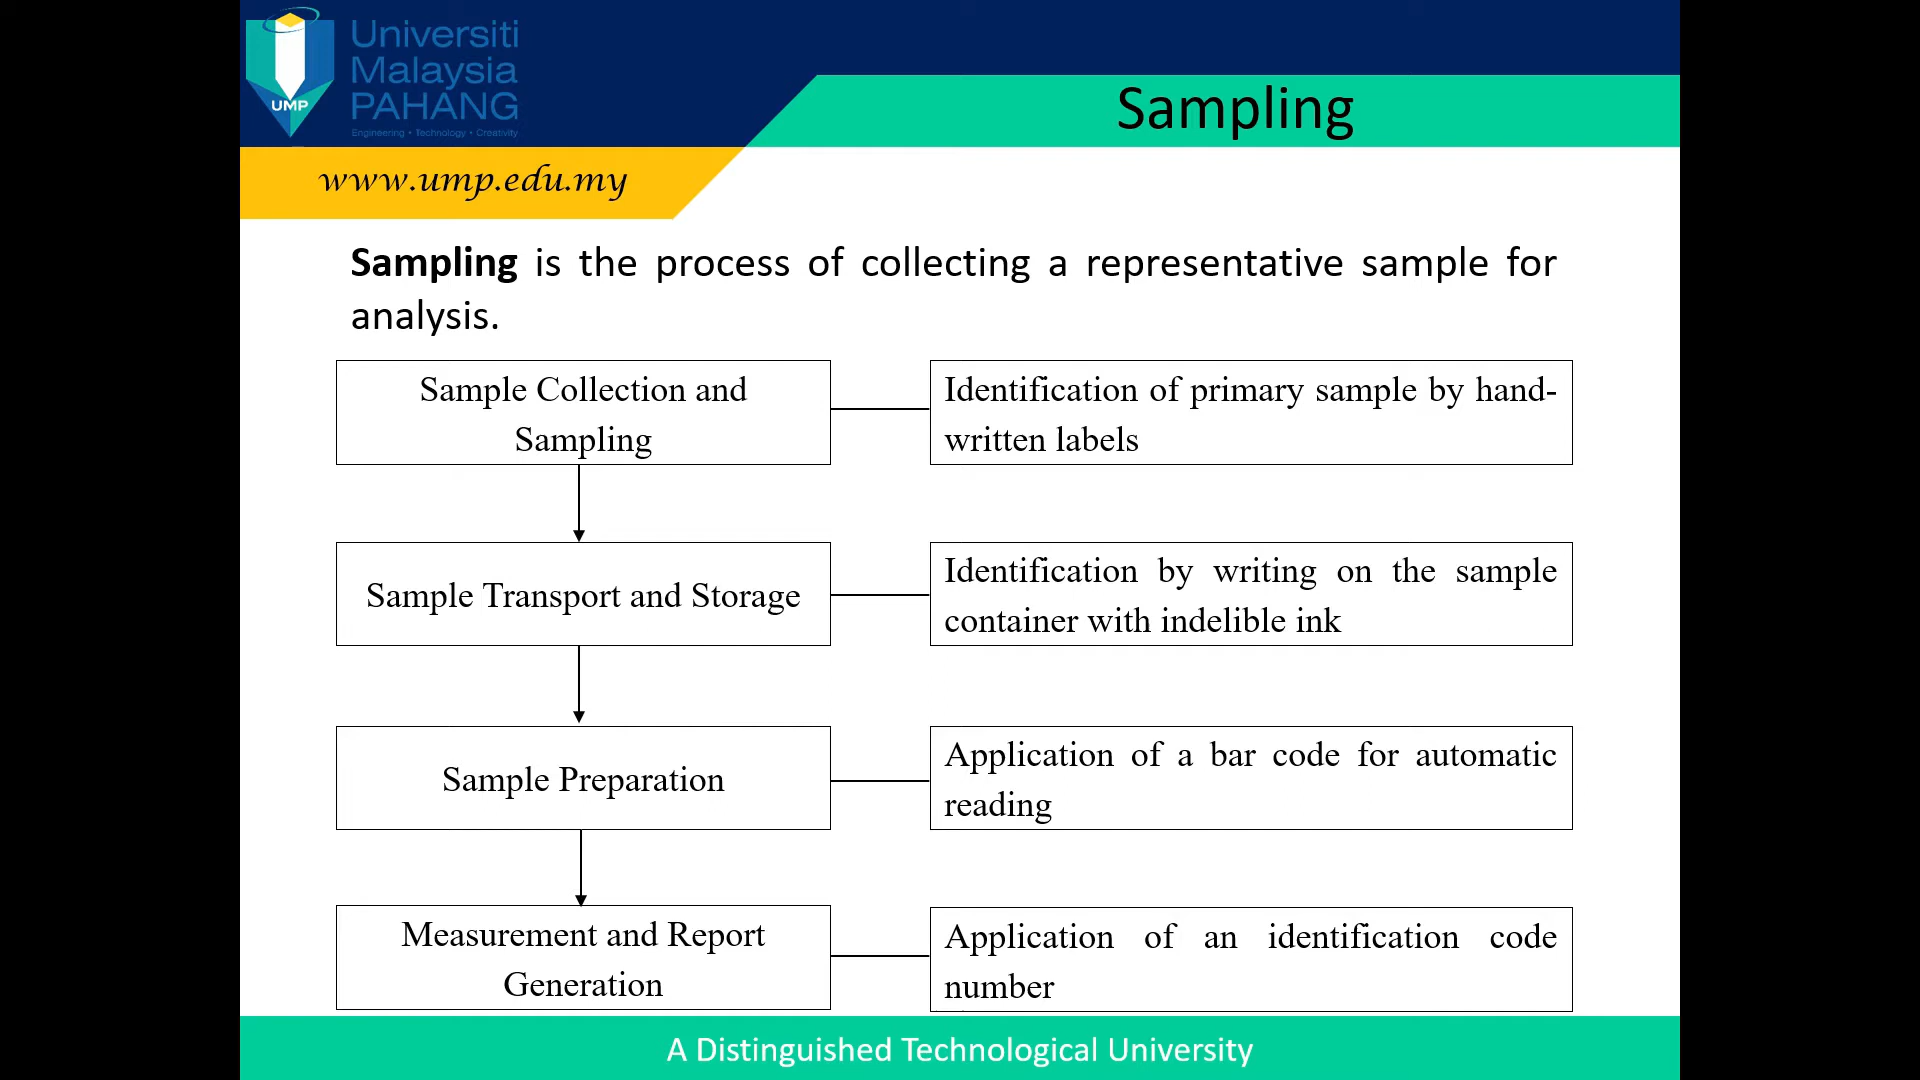 Universiti
Malaysia
PAHANG
Engineering • Technology • Creativity
UMP
Sampling
www.ump.edu.my
Sampling is the process of collecting a representative sample for
analysis.
Sample Collection and
Sampling
Identification of primary sample by hand-
written labels
Sample Transport and Storage
Identification by writing on the sample
container with indelible ink
Sample Preparation
Application of a bar code for automatic
reading
Measurement and Report
Generation
Application of an identification code
number
A Distinguished Technological University